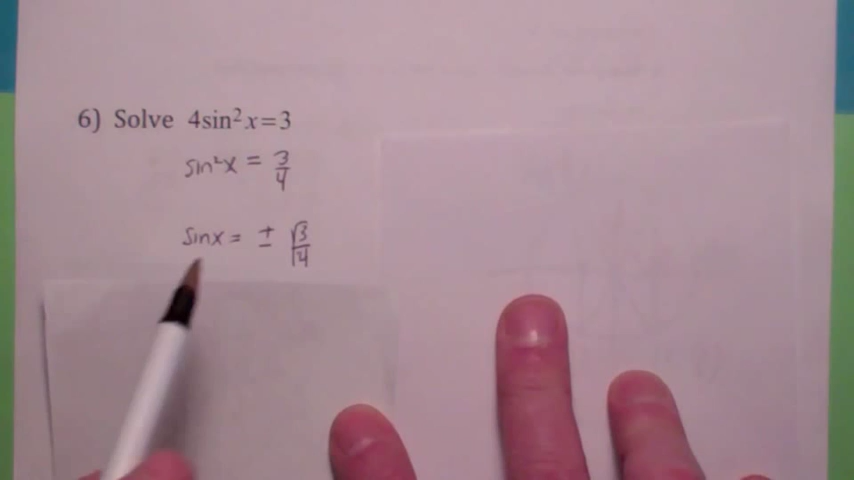 6) Solve 4sin²x=3
sin²x = 3/4
sinx = ± √3/√4